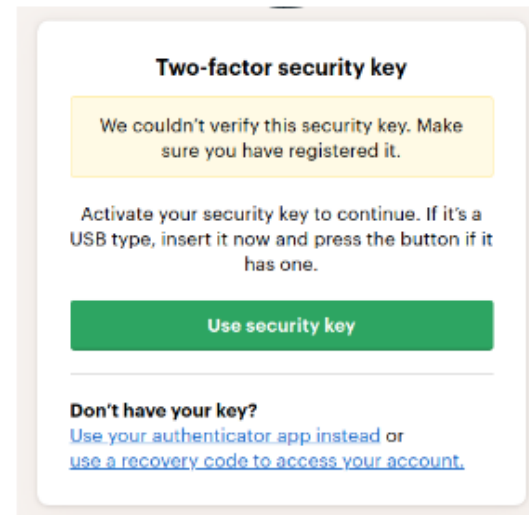 Two-factor security key
We couldn't verify this security key. Make
sure you have registered it.
Activate your security key to continue. If it's a
USB type, insert it now and press the button if it
has one.
Use security key
Don't have your key?
Use your authenticator app instead or
use a recovery code to access your account.